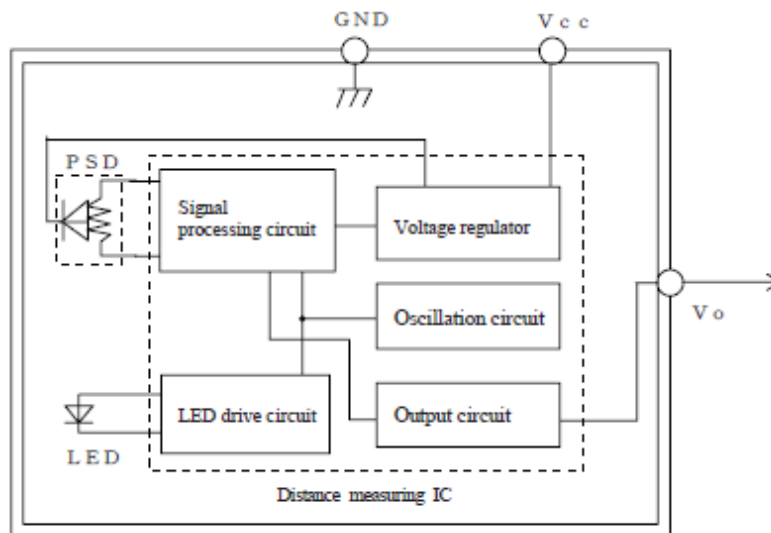 GND
Vcc
PSD
Signal
processing circuit
Voltage regulator
Oscillation circuit
Vo
LED drive circuit
Output circuit
LED
Distance measuring IC